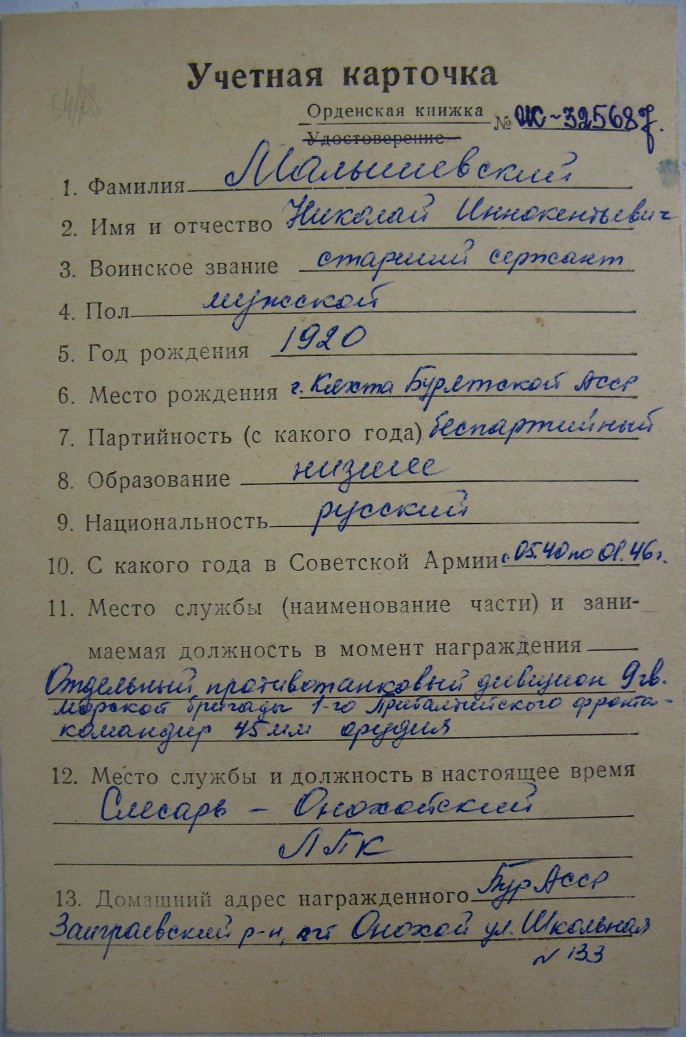 Учетная карточка
Орденская книжка
Удостоверение
№ ИС-325687.
1. Фамилия Малышевский
2. Имя и отчество Николай Иннокентьевич
3. Воинское звание старший сержант
4. Пол мужской
5. Год рождения 1920
6. Место рождения г. Кяхта Бурятской Асср
7. Партийность (с какого года) беспартийный
8. Образование низшее
9. Национальность русский
10. С какого года в Советской Армии с 05.40 по 01.46 г.
11. Место службы (наименование части) и зани-
маемая должность в момент награждения
Отдельный противотанковый дивизион 9 гв.
морской бригады 1-го Прибалтийского фронта-
командир 45 мм орудия
12. Место службы и должность в настоящее время
Слесарь - Онохойский
ЛПК
13. Домашний адрес награжденного Бур Асср
Заиграевский р-н, Онохой ул. Школьная
N 133